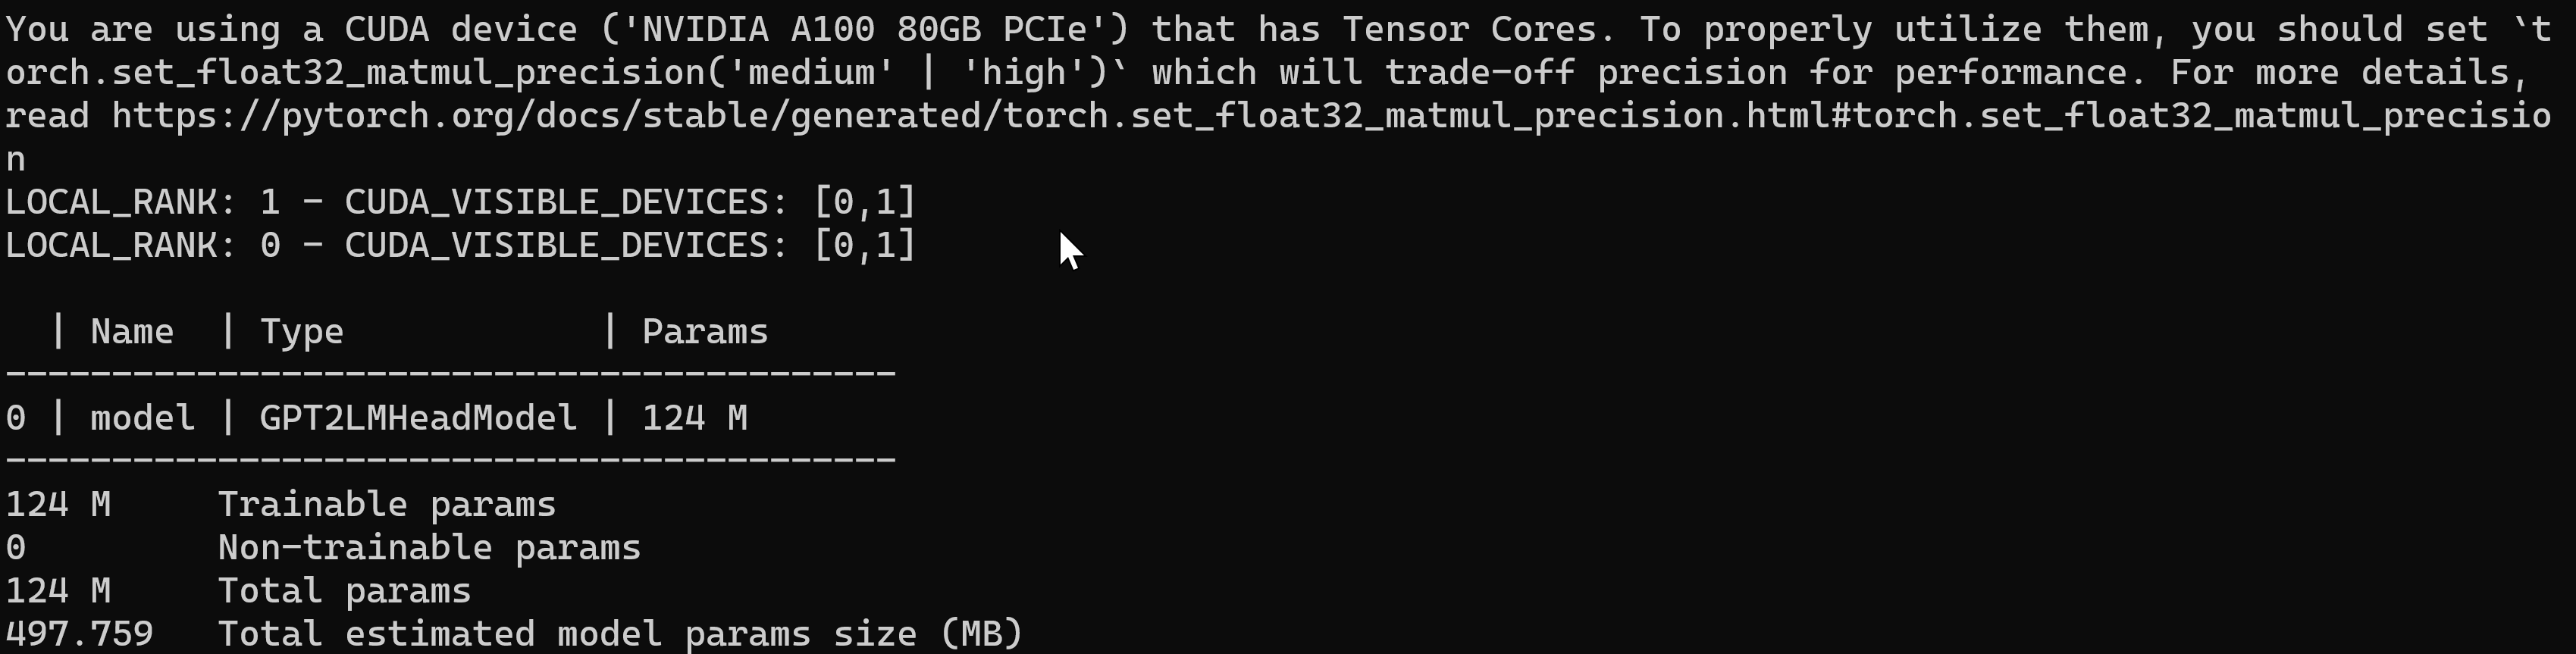 You are using a CUDA device ('NVIDIA A100 80GB PCIe') that has Tensor Cores. To properly utilize them, you should set `t
orch.set_float32_matmul_precision('medium' | 'high')` which will trade-off precision for performance. For more details,
read https://pytorch.org/docs/stable/generated/torch.set_float32_matmul_precision.html#torch.set_float32_matmul_precisio
n
LOCAL_RANK: 1 - CUDA_VISIBLE_DEVICES: [0,1]
LOCAL_RANK: 0 - CUDA_VISIBLE_DEVICES: [0,1]

  | Name  | Type            | Params
------------------------------------------
0 | model | GPT2LMHeadModel | 124 M
------------------------------------------
124 M     Trainable params
0         Non-trainable params
124 M     Total params
497.759   Total estimated model params size (MB)